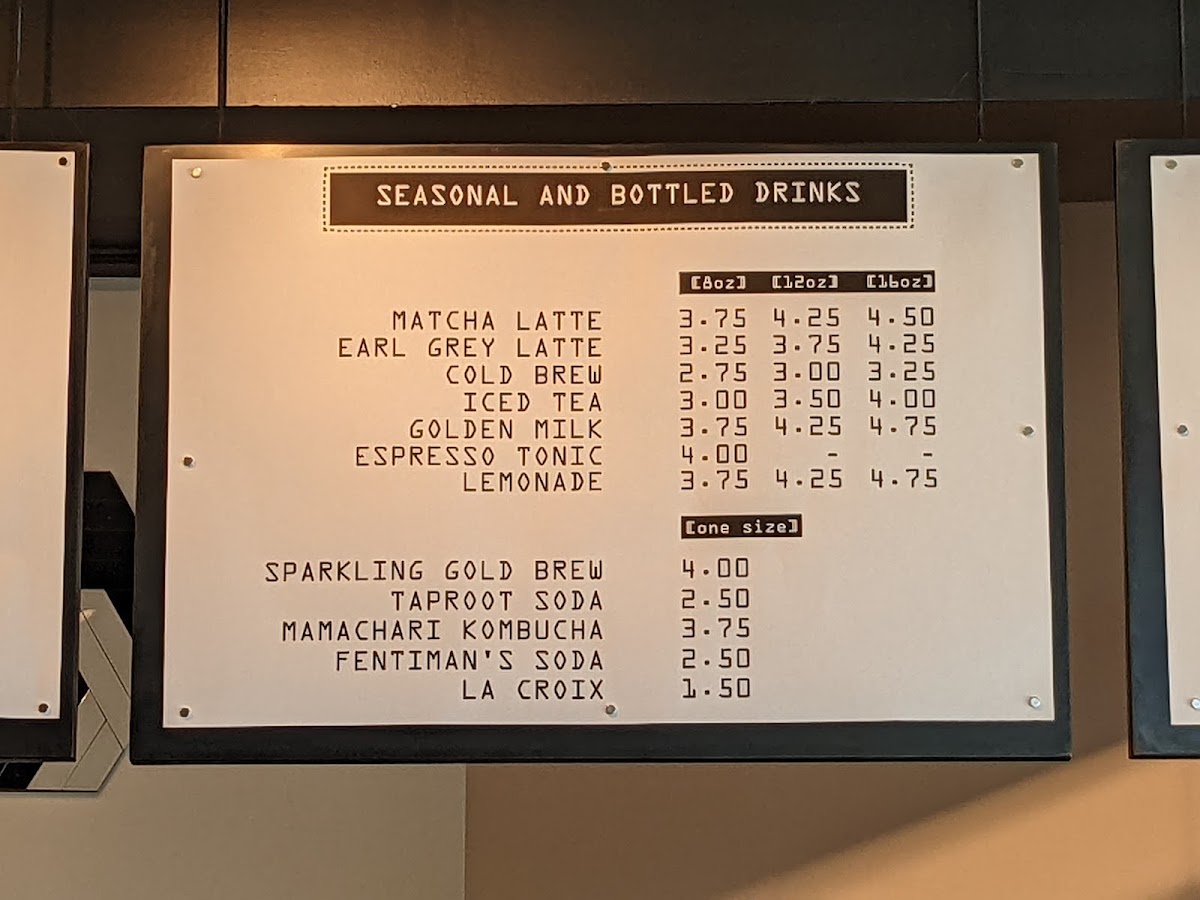 SEASONAL AND BOTTLED DRINKS
[8oz] [12oz] [16oz]
MATCHA LATTE 3.75 4.25 4.50
EARL GREY LATTE 3.25 3.75 4.25
COLD BREW 2.75 3.00 3.25
ICED TEA 3.00 3.50 4.00
GOLDEN MILK 3.75 4.25 4.75
ESPRESSO TONIC 4.00 - -
LEMONADE 3.75 4.25 4.75
[one size]
SPARKLING GOLD BREW 4.00
TAPROOT SODA 2.50
MAMACHARI KOMBUCHA 3.75
FENTIMAN'S SODA 2.50
LA CROIX 1.50